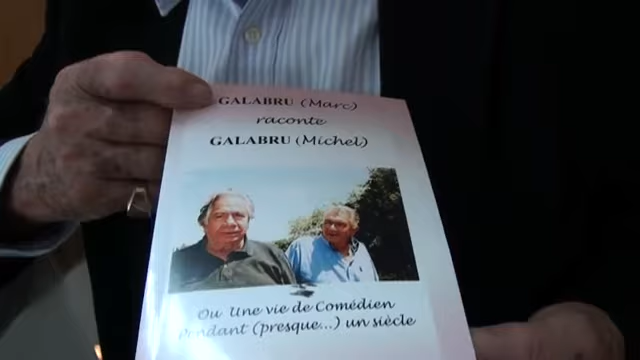 GALABRU (Marc)
raconte
GALABRU (Michel)
Ou Une vie de Comédien
Pendant (presque...) un siècle